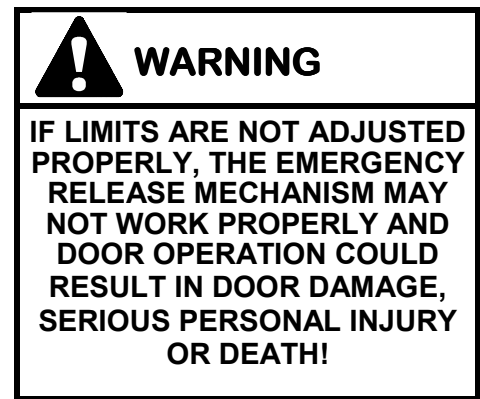 WARNING
IF LIMITS ARE NOT ADJUSTED
PROPERLY, THE EMERGENCY
RELEASE MECHANISM MAY
NOT WORK PROPERLY AND
DOOR OPERATION COULD
RESULT IN DOOR DAMAGE,
SERIOUS PERSONAL INJURY
OR DEATH!